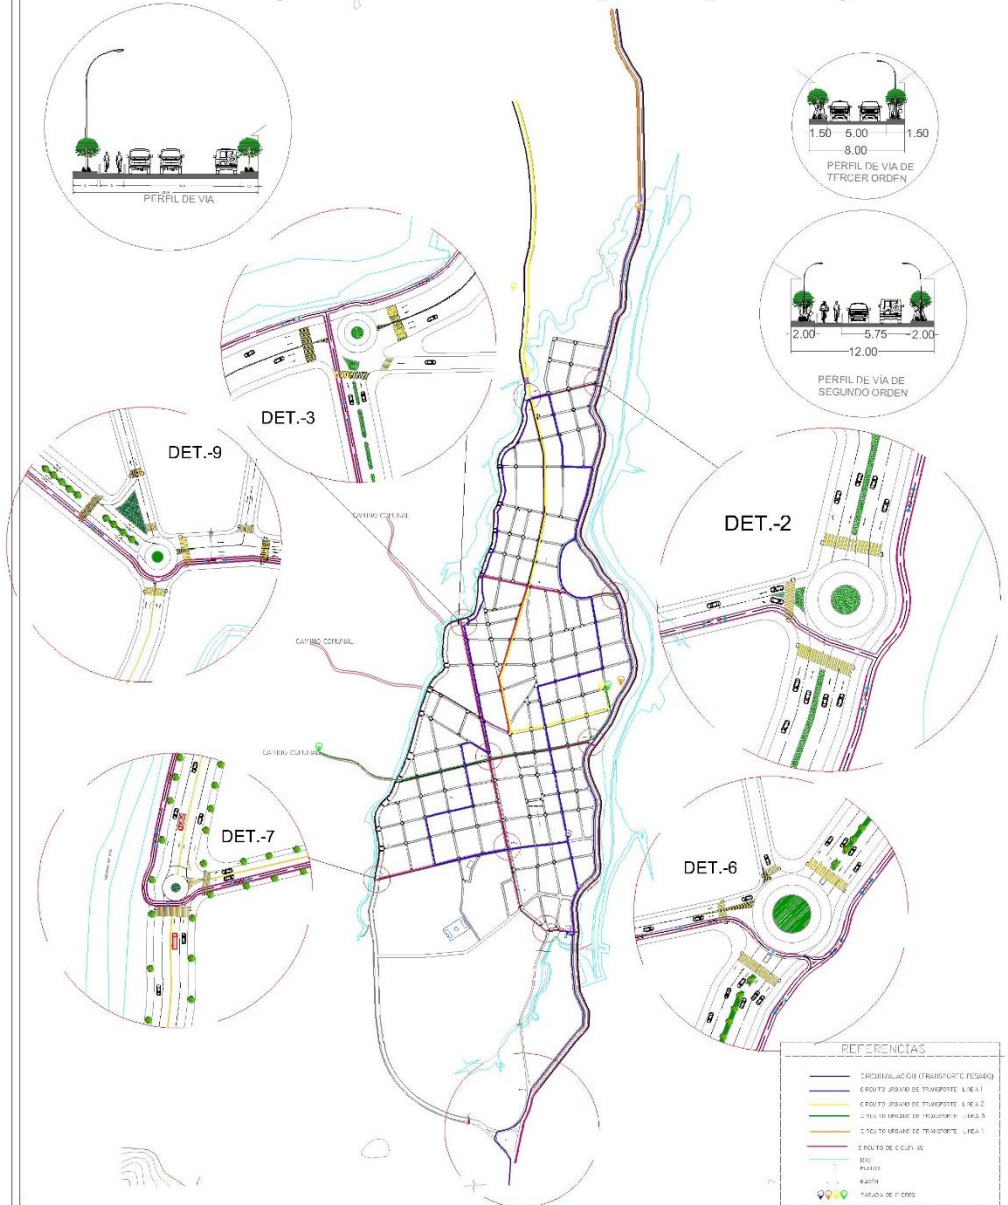 PERFIL DE VIA
1.50 6.00 1.50
8.00
PERFIL DE VIA DE
TERCER ORDEN
2.00 5.75 2.00
12.00
PERFIL DE VÍA DE
SEGUNDO ORDEN
DET.-3
DET.-9
DET.-2
CAMINO COMUNAL
CAMINO COMUNAL
CAMINO COMUNAL
DET.-7
DET.-6
REFERENCIAS
CIRCUNVALACIÓN (TRANSPORTE PESADO)
CIRCUITO URBANO DE TRANSPORTE LINEA 1
CIRCUITO URBANO DE TRANSPORTE LINEA 2
CIRCUITO URBANO DE TRANSPORTE LINEA 3
CIRCUITO URBANO DE TRANSPORTE LINEA
CIRCUITO DE CICLOVIAS
RIO
PARADA DE MICROS